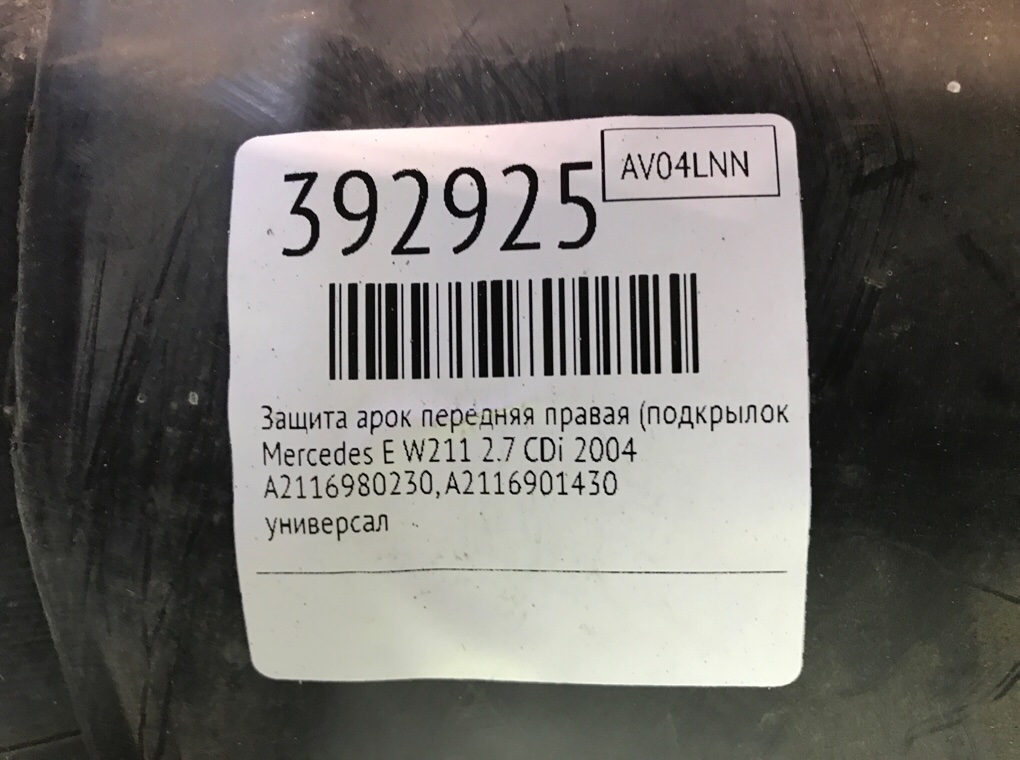 392925
AV04LNN
Защита арок передняя правая (подкрылок
Mercedes E W211 2.7 CDi 2004
A2116980230,A2116901430
универсал